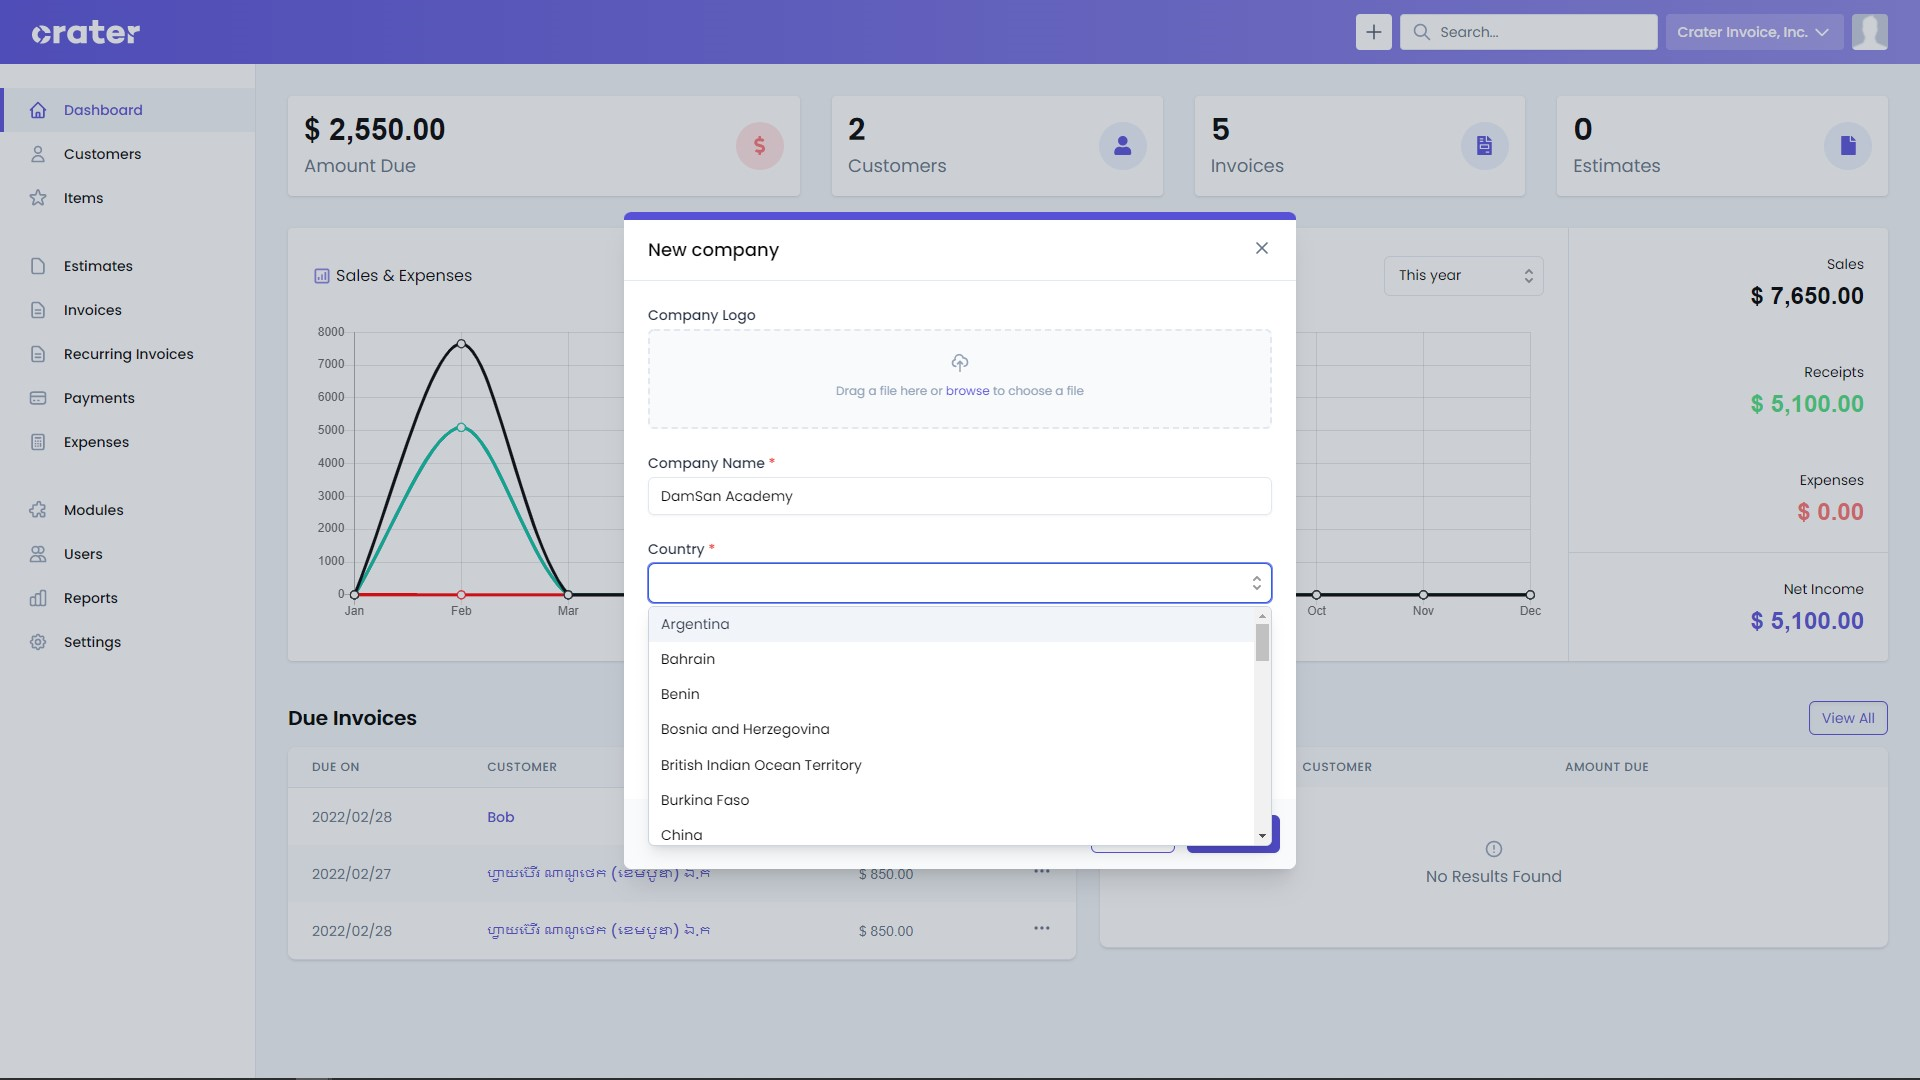 crater
Search...
Crater Invoice, Inc.
Dashboard
Customers
Items
Estimates
Invoices
Recurring Invoices
Payments
Expenses
Modules
Users
Reports
Settings
$ 2,550.00
Amount Due
2
Customers
5
Invoices
0
Estimates
Sales & Expenses
This year
8000
7000
6000
5000
4000
3000
2000
1000
0
Jan
Feb
Mar
Oct
Nov
Dec
Sales
$ 7,650.00
Receipts
$ 5,100.00
Expenses
$ 0.00
Net Income
$ 5,100.00
New company
Company Logo
Drag a file here or browse to choose a file
Company Name *
DamSan Academy
Country *
Argentina
Bahrain
Benin
Bosnia and Herzegovina
British Indian Ocean Territory
Burkina Faso
China
Due Invoices
View All
DUE ON CUSTOMER
2022/02/28 Bob
2022/02/27 ហ្វាយប៊ើរ ណាណូថេក (ខេមបូឌា) ឯ.ក $ 850.00
2022/02/28 ហ្វាយប៊ើរ ណាណូថេក (ខេមបូឌា) ឯ.ក $ 850.00
CUSTOMER AMOUNT DUE
No Results Found